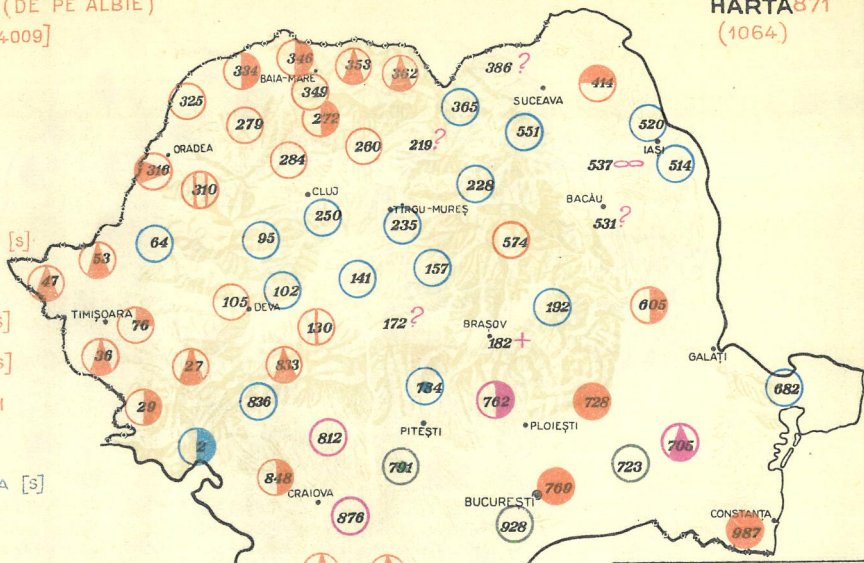 (DE PE ALBIE)
HARTA 871
4009]
(1064)
346
353
386 ?
334
362
414
BAIA-MARE
349
SUCEAVA
325
365
279
272
551
520
ORADEA
260
219 ?
IAȘI
284
537
514
316
310
228
CLUJ
BACĂU
TÎRGU-MUREȘ
250
235
531 ?
[S]
64
95
574
53
157
47
141
102
105
DEVA
192
605
TIMIȘOARA
76
130
172 ?
BRAȘOV
182 +
s]
36
GALAȚI
27
833
s]
784
682
29
836
762
728
PITEȘTI
PLOIEȘTI
812
2
705
791
723
A [S]
848
CRAIOVA
769
BUCUREȘTI
876
928
CONSTANȚA
987